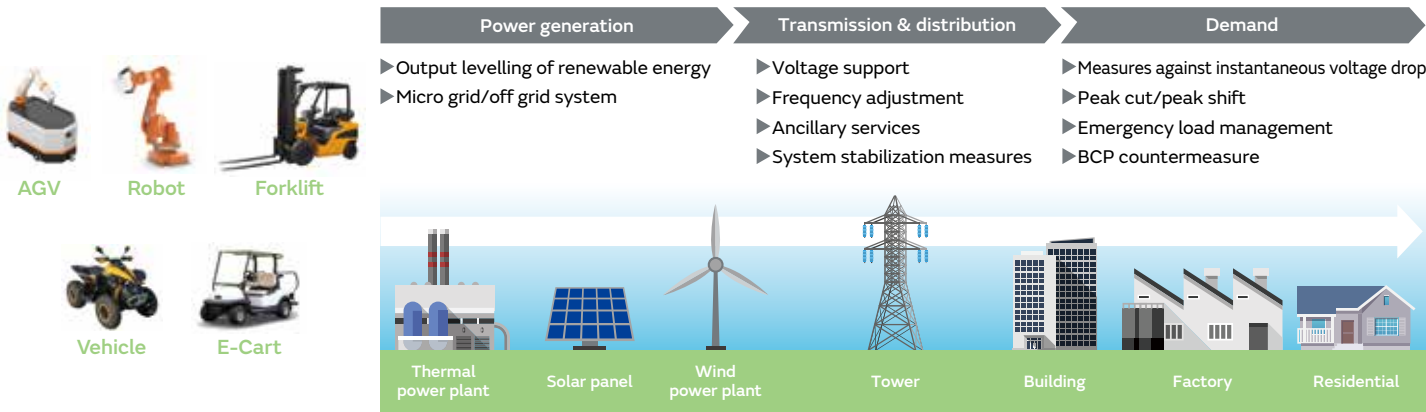 AGV
Robot
Forklift
Vehicle
E-Cart
Power generation
▶Output levelling of renewable energy
▶Micro grid/off grid system
Transmission & distribution
▶Voltage support
▶Frequency adjustment
▶Ancillary services
▶System stabilization measures
Demand
▶Measures against instantaneous voltage drop
▶Peak cut/peak shift
▶Emergency load management
▶BCP countermeasure
Thermal
power plant
Solar panel
Wind
power plant
Tower
Building
Factory
Residential